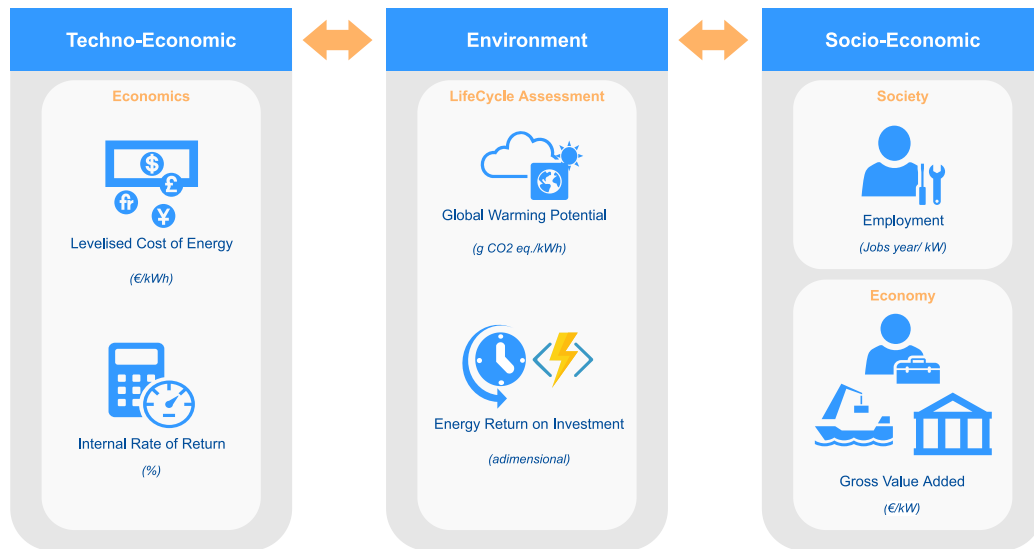 Techno-Economic
Economics
$
£
fr
¥
Levelised Cost of Energy
(€/kWh)
Internal Rate of Return
(%)
Environment
LifeCycle Assessment
Global Warming Potential
(g CO2 eq./kWh)
Energy Return on Investment
(adimensional)
Socio-Economic
Society
Employment
(Jobs year/ kW)
Economy
Gross Value Added
(€/kW)